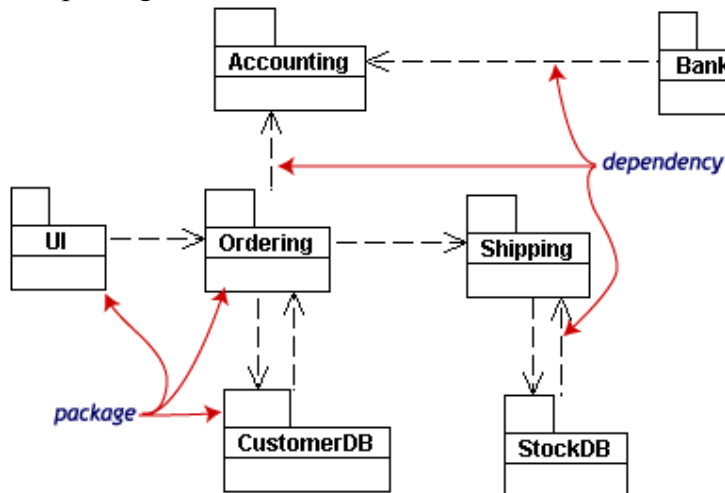 Accounting
Bank
dependency
UI
Ordering
Shipping
package
CustomerDB
StockDB